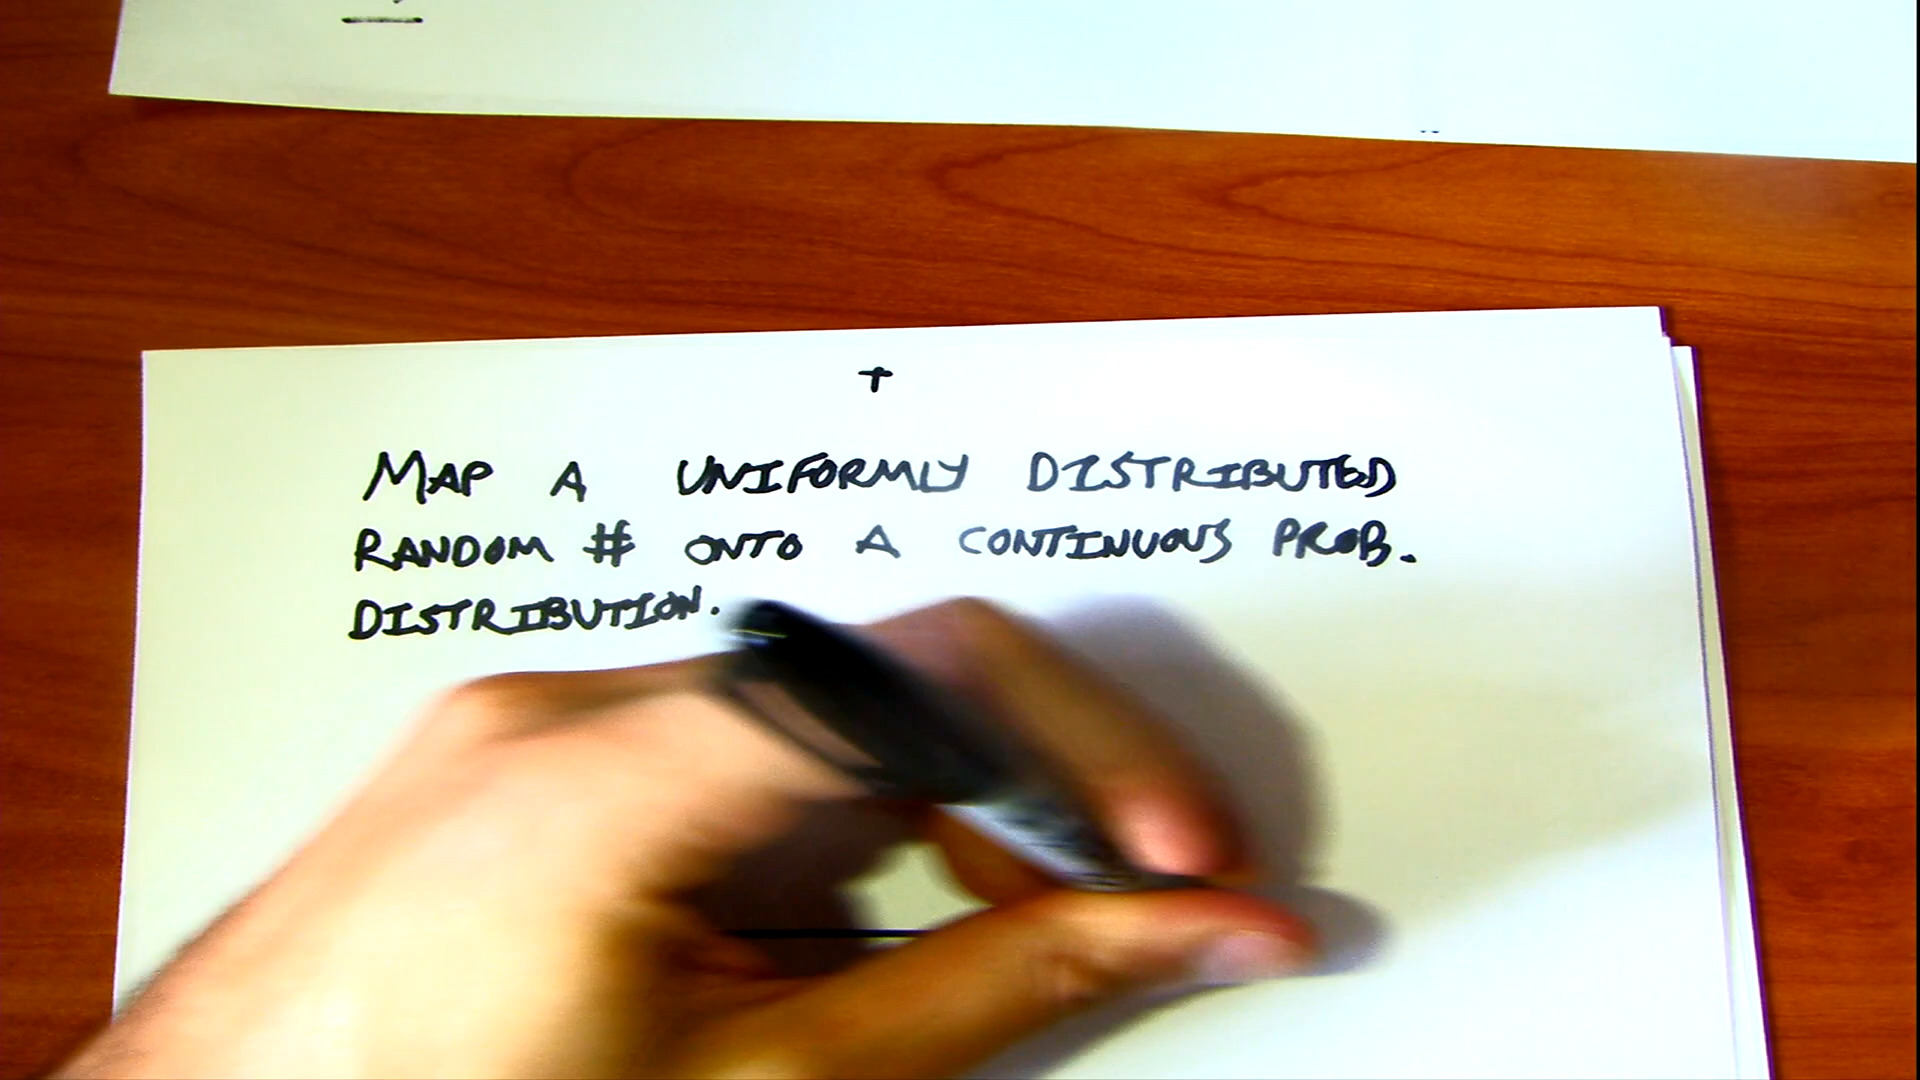 MAP A UNIFORMLY DISTRIBUTED
RANDOM # ONTO A CONTINUOUS PROB.
DISTRIBUTION.